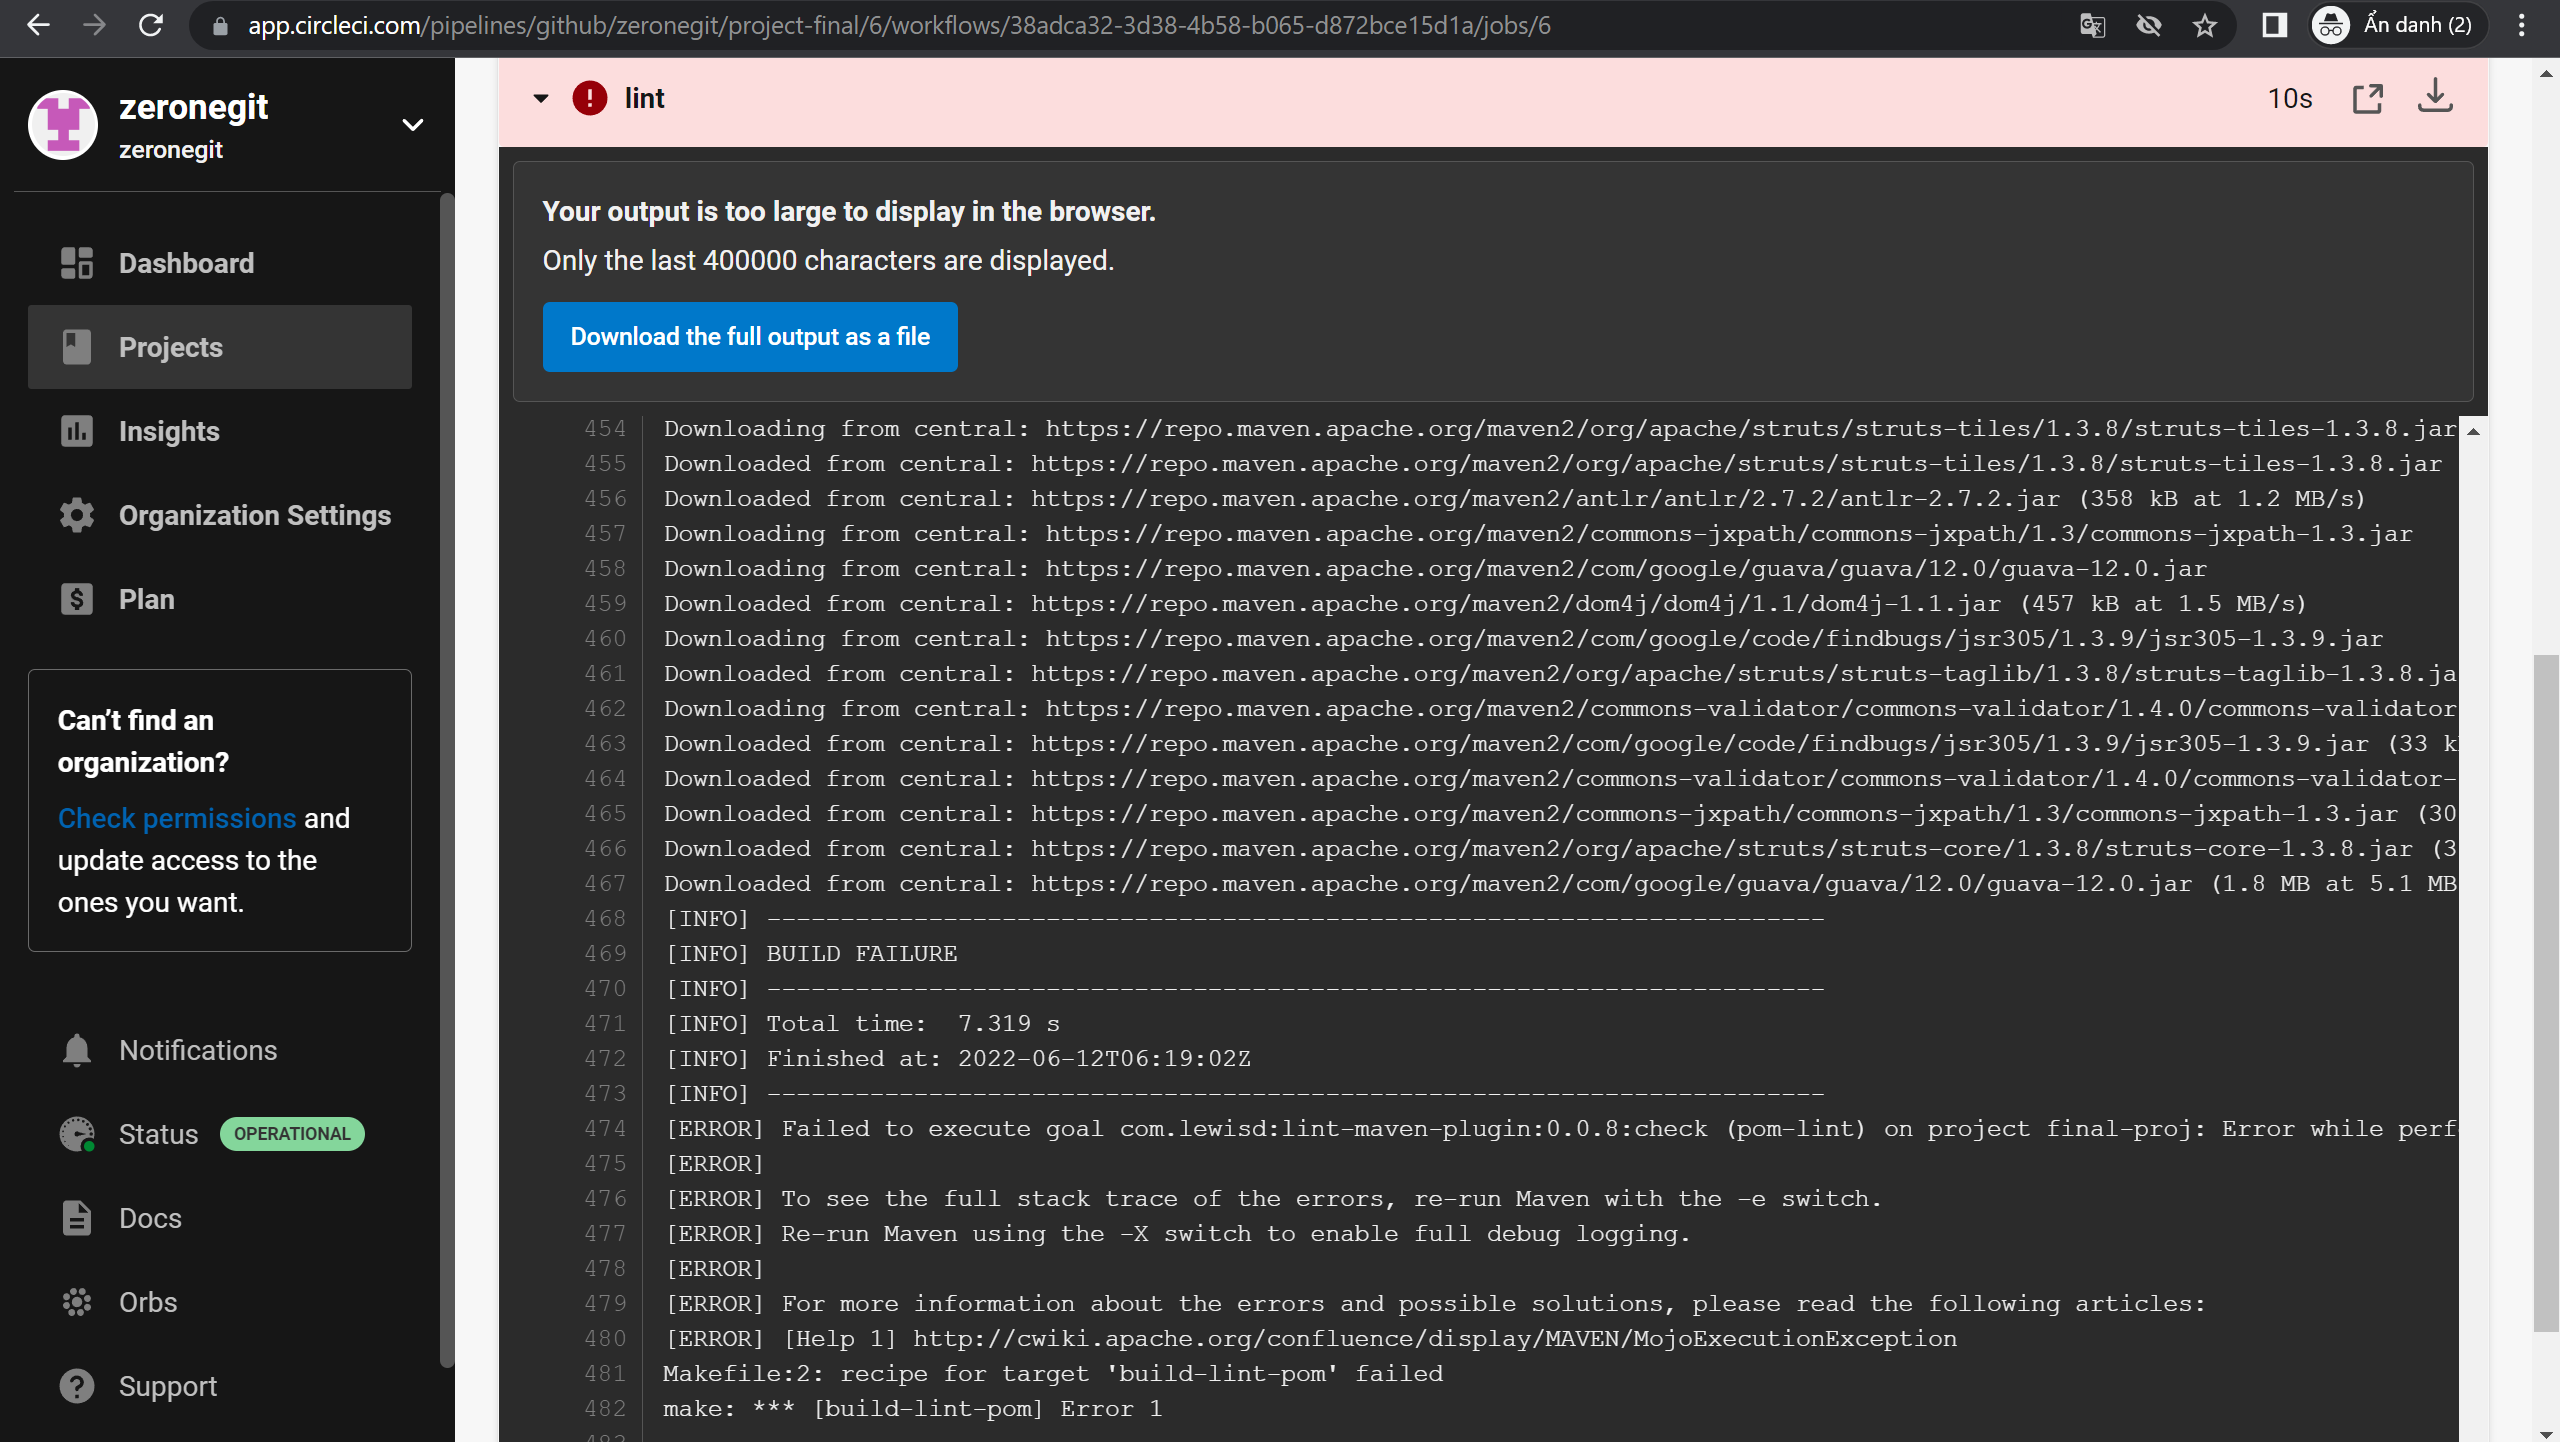 app.circleci.com/pipelines/github/zeronegit/project-final/6/workflows/38adca32-3d38-4b58-b065-d872bce15d1a/jobs/6
Ẩn danh (2)
zeronegit
zeronegit
Dashboard
Projects
Insights
Organization Settings
Plan
Can’t find an
organization?
Check permissions and
update access to the
ones you want.
Notifications
Status OPERATIONAL
Docs
Orbs
Support
lint
10s
Your output is too large to display in the browser.
Only the last 400000 characters are displayed.
Download the full output as a file
454 Downloading from central: https://repo.maven.apache.org/maven2/org/apache/struts/struts-tiles/1.3.8/struts-tiles-1.3.8.jar
455 Downloaded from central: https://repo.maven.apache.org/maven2/org/apache/struts/struts-tiles/1.3.8/struts-tiles-1.3.8.jar
456 Downloaded from central: https://repo.maven.apache.org/maven2/antlr/antlr/2.7.2/antlr-2.7.2.jar (358 kB at 1.2 MB/s)
457 Downloading from central: https://repo.maven.apache.org/maven2/commons-jxpath/commons-jxpath/1.3/commons-jxpath-1.3.jar
458 Downloading from central: https://repo.maven.apache.org/maven2/com/google/guava/guava/12.0/guava-12.0.jar
459 Downloaded from central: https://repo.maven.apache.org/maven2/dom4j/dom4j/1.1/dom4j-1.1.jar (457 kB at 1.5 MB/s)
460 Downloading from central: https://repo.maven.apache.org/maven2/com/google/code/findbugs/jsr305/1.3.9/jsr305-1.3.9.jar
461 Downloaded from central: https://repo.maven.apache.org/maven2/org/apache/struts/struts-taglib/1.3.8/struts-taglib-1.3.8.ja
462 Downloading from central: https://repo.maven.apache.org/maven2/commons-validator/commons-validator/1.4.0/commons-validator
463 Downloaded from central: https://repo.maven.apache.org/maven2/com/google/code/findbugs/jsr305/1.3.9/jsr305-1.3.9.jar (33 k
464 Downloaded from central: https://repo.maven.apache.org/maven2/commons-validator/commons-validator/1.4.0/commons-validator-
465 Downloaded from central: https://repo.maven.apache.org/maven2/commons-jxpath/commons-jxpath/1.3/commons-jxpath-1.3.jar (30
466 Downloaded from central: https://repo.maven.apache.org/maven2/org/apache/struts/struts-core/1.3.8/struts-core-1.3.8.jar (3
467 Downloaded from central: https://repo.maven.apache.org/maven2/com/google/guava/guava/12.0/guava-12.0.jar (1.8 MB at 5.1 MB
468 [INFO] ------------------------------------------------------------------------
469 [INFO] BUILD FAILURE
470 [INFO] ------------------------------------------------------------------------
471 [INFO] Total time:  7.319 s
472 [INFO] Finished at: 2022-06-12T06:19:02Z
473 [INFO] ------------------------------------------------------------------------
474 [ERROR] Failed to execute goal com.lewisd:lint-maven-plugin:0.0.8:check (pom-lint) on project final-proj: Error while perf
475 [ERROR]
476 [ERROR] To see the full stack trace of the errors, re-run Maven with the -e switch.
477 [ERROR] Re-run Maven using the -X switch to enable full debug logging.
478 [ERROR]
479 [ERROR] For more information about the errors and possible solutions, please read the following articles:
480 [ERROR] [Help 1] http://cwiki.apache.org/confluence/display/MAVEN/MojoExecutionException
481 Makefile:2: recipe for target 'build-lint-pom' failed
482 make: *** [build-lint-pom] Error 1